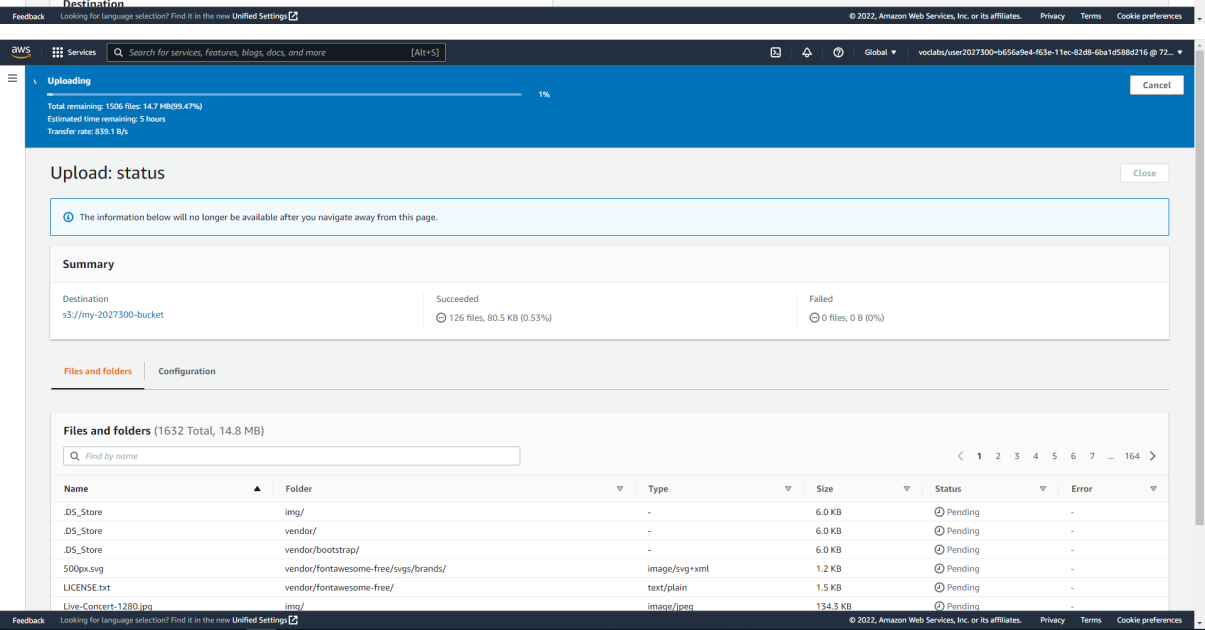 Destination
Feedback Looking for language selection? Find it in the new Unified Settings © 2022, Amazon Web Services, Inc. or its affiliates. Privacy Terms Cookie preferences
aws Services Search for services, features, blogs, docs, and more [Alt+S] Global voclabs/user2027300=b656a9e4-f63e-11ec-82d8-6ba1d588d216 @ 72...
Uploading
Cancel
1%
Total remaining: 1506 files: 14.7 MB(99.47%)
Estimated time remaining: 5 hours
Transfer rate: 839.1 B/s
Upload: status Close
The information below will no longer be available after you navigate away from this page.
Summary
Destination Succeeded Failed
s3://my-2027300-bucket 126 files, 80.5 KB (0.53%) 0 files, 0 B (0%)
Files and folders Configuration
Files and folders (1632 Total, 14.8 MB)
Find by name 1 2 3 4 5 6 7 ... 164
Name Folder Type Size Status Error
.DS_Store img/ - 6.0 KB Pending -
.DS_Store vendor/ - 6.0 KB Pending -
.DS_Store vendor/bootstrap/ - 6.0 KB Pending -
500px.svg vendor/fontawesome-free/svgs/brands/ image/svg+xml 1.2 KB Pending -
LICENSE.txt vendor/fontawesome-free/ text/plain 1.5 KB Pending -
Live-Concert-1280.jpg img/ image/jpeg 134.3 KB Pending -
Feedback Looking for language selection? Find it in the new Unified Settings © 2022, Amazon Web Services, Inc. or its affiliates. Privacy Terms Cookie preferences